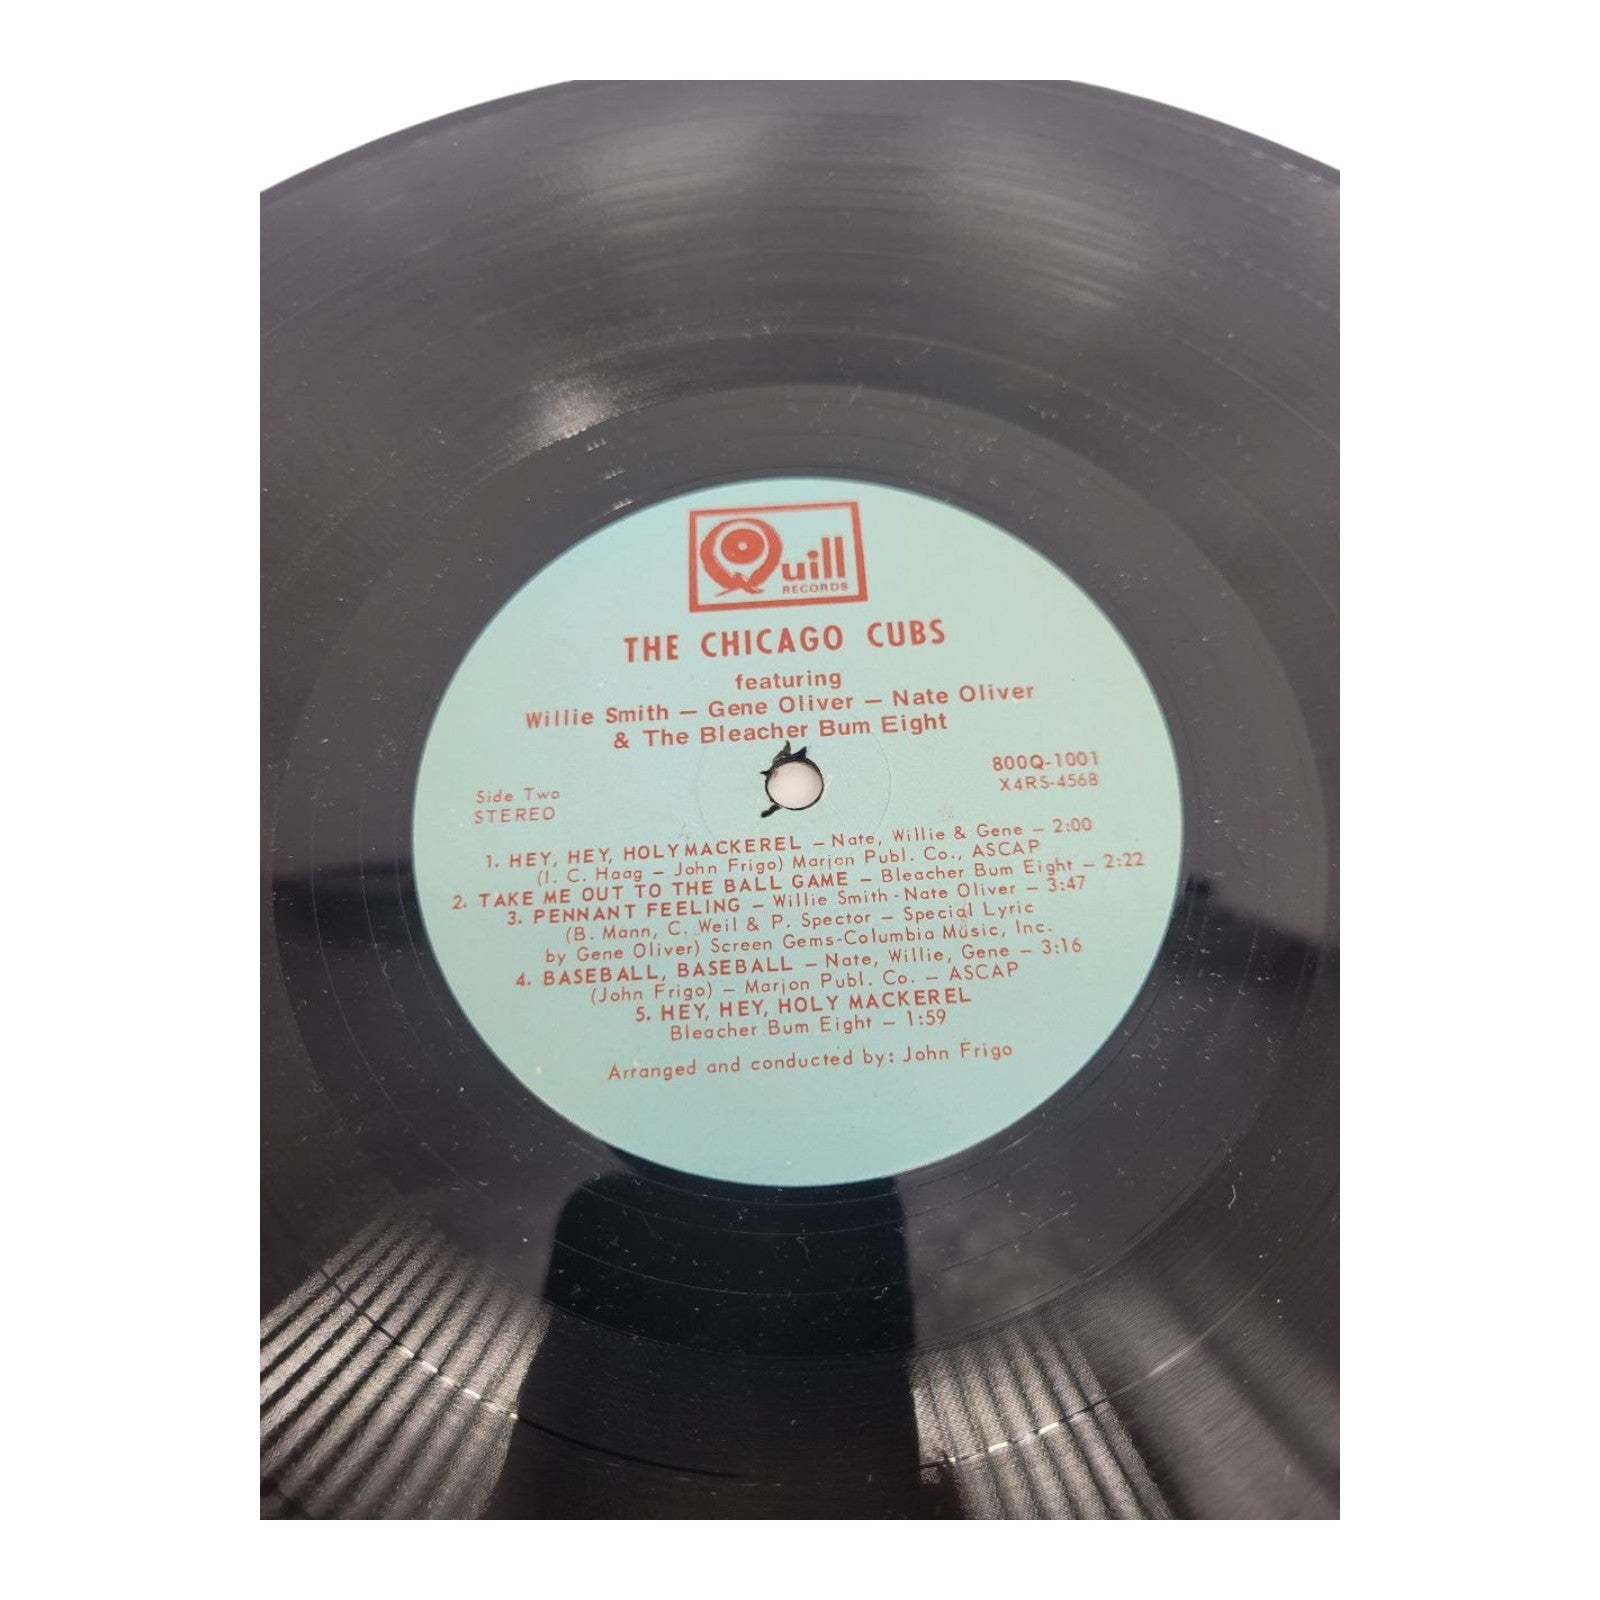 Quill
RECORDS
THE CHICAGO CUBS
featuring
Willie Smith — Gene Oliver — Nate Oliver
& The Bleacher Bum Eight
800Q-1001
X4RS-4568
Side Two
STEREO
1. HEY, HEY, HOLY MACKEREL — Nate, Willie & Gene — 2:00
(I. C. Haag — John Frigo) Marjon Publ. Co., ASCAP
2. TAKE ME OUT TO THE BALL GAME — Bleacher Bum Eight — 2:22
3. PENNANT FEELING — Willie Smith - Nate Oliver — 3:47
(B. Mann, C. Weil & P. Spector — Special Lyric
by Gene Oliver) Screen Gems-Columbia Music, Inc.
4. BASEBALL, BASEBALL — Nate, Willie, Gene — 3:16
(John Frigo) — Marjon Publ. Co. — ASCAP
5. HEY, HEY, HOLY MACKEREL
Bleacher Bum Eight — 1:59
Arranged and conducted by: John Frigo